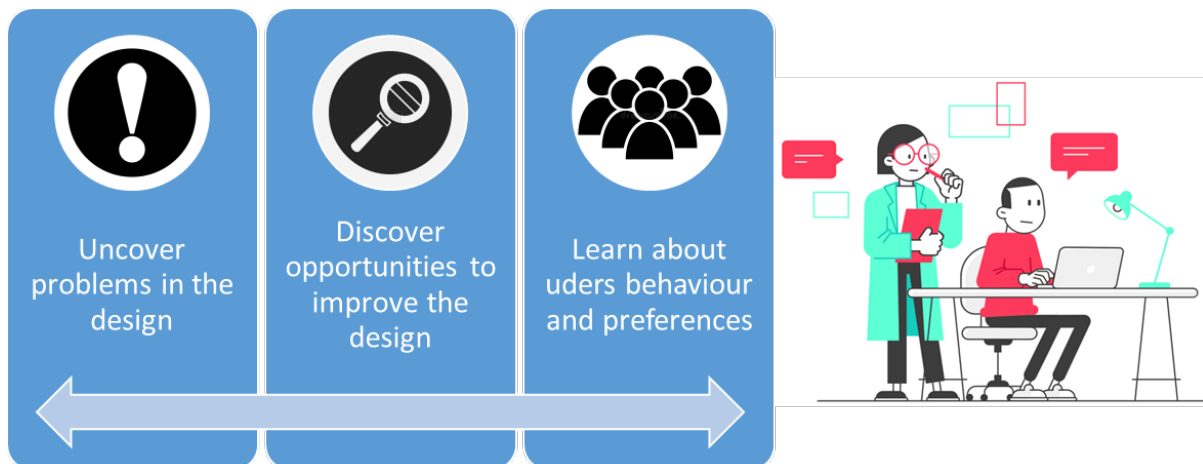 Uncover
problems in the
design
Discover
opportunities to
improve the
design
Learn about
uders behaviour
and preferences